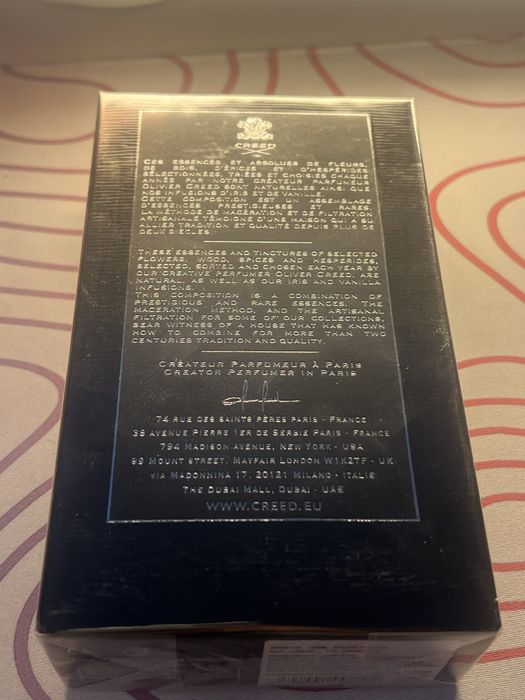 CREED
CES ESSENCES ET ABSOLUES DE FLEURS,
DE BOIS, D'ÉPICES ET D'HESPÉRIDÉS
SÉLECTIONNÉES, TRIÉES ET CHOISIES CHAQUE
ANNÉE PAR NOTRE CRÉATEUR PARFUMEUR
OLIVIER CREED SONT NATURELLES AINSI QUE
NOS INFUSIONS D'IRIS ET DE VANILLE.
CETTE COMPOSITION EST UN ASSEMBLAGE
D'ESSENCES PRESTIGIEUSES ET RARES.
LA MÉTHODE DE MACÉRATION ET DE FILTRATION
ARTISANALE TÉMOIGNE D'UNE MAISON QUI A SU
ALLIER TRADITION ET QUALITÉ DEPUIS PLUS DE
DEUX SIÈCLES.
THESE ESSENCES AND TINCTURES OF SELECTED
FLOWERS, WOOD, SPICES AND HESPERIDES,
SELECTED, SORTED AND CHOSEN EACH YEAR BY
OUR CREATIVE PERFUMER OLIVIER CREED, ARE
NATURAL, AS WELL AS OUR IRIS AND VANILLA
INFUSIONS.
THIS COMPOSITION IS A COMBINATION OF
PRESTIGIOUS AND RARE ESSENCES. THE
MACERATION METHOD, AND THE ARTISANAL
FILTRATION FOR SOME OF OUR COLLECTIONS,
BEAR WITNESS OF A HOUSE THAT HAS KNOWN
HOW TO COMBINE FOR MORE THAN TWO
CENTURIES TRADITION AND QUALITY.
CRÉATEUR PARFUMEUR À PARIS
CREATOR PERFUMER IN PARIS
74 RUE DES SAINTS PÈRES PARIS - FRANCE
38 AVENUE PIERRE 1ER DE SERBIE PARIS - FRANCE
794 MADISON AVENUE, NEW YORK - USA
99 MOUNT STREET, MAYFAIR LONDON W1K2TF - UK
VIA MADONNINA 17, 20121 MILANO - ITALIE
THE DUBAI MALL, DUBAI - UAE
WWW.CREED.EU